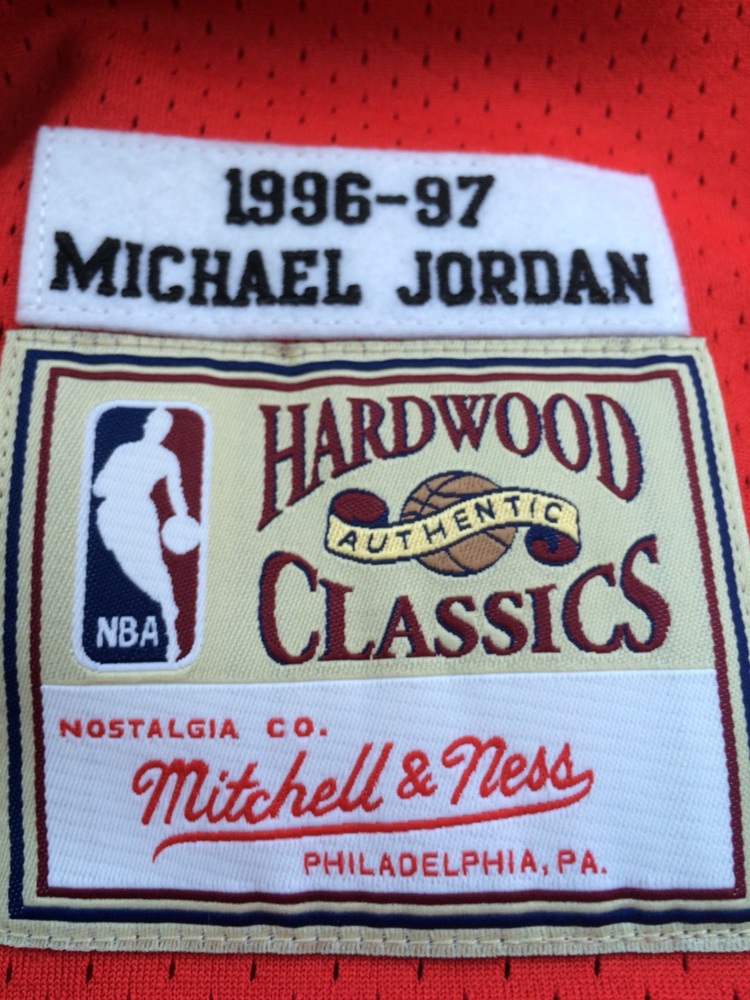 1996-97
MICHAEL JORDAN
HARDWOOD
AUTHENTIC
CLASSICS
NBA
NOSTALGIA CO.
Mitchell & Ness
PHILADELPHIA, PA.